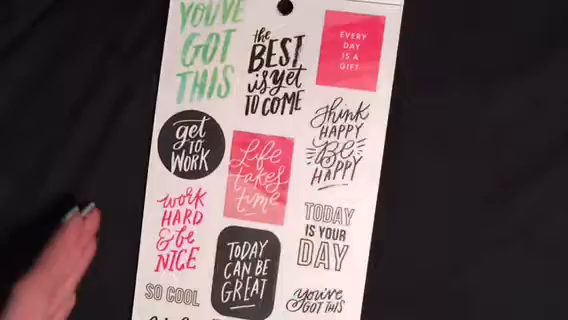 YOU'VE
GOT
THIS
the
BEST
is yet
TO COME
EVERY
DAY
IS A
GIFT
get
TO
WORK
Life
takes
time
think
HAPPY
Be
HAPPY
work
HARD
& be
NICE
TODAY
CAN BE
GREAT
TODAY
IS YOUR
DAY
SO COOL
you've
GOT THIS